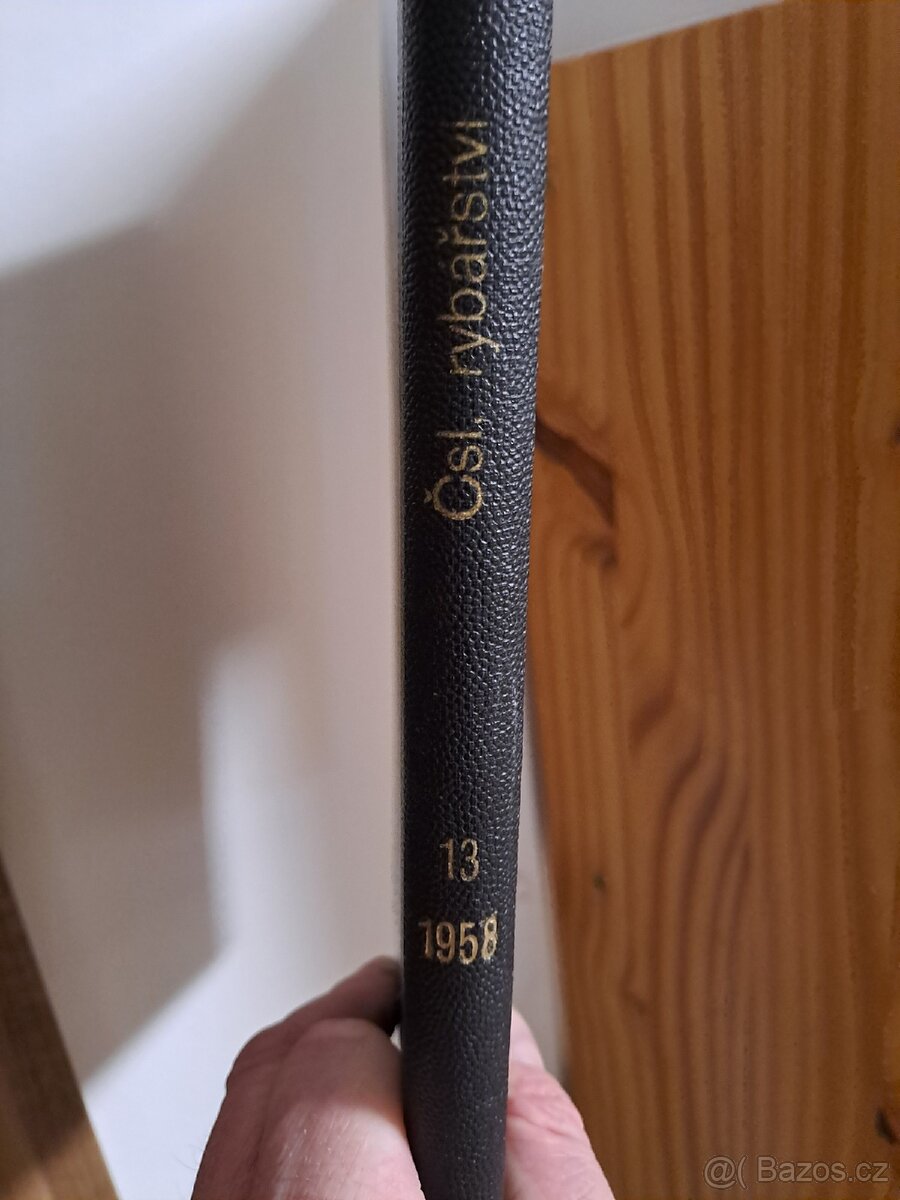 Čsl. rybářství
13
1958
@( Bazos.cz